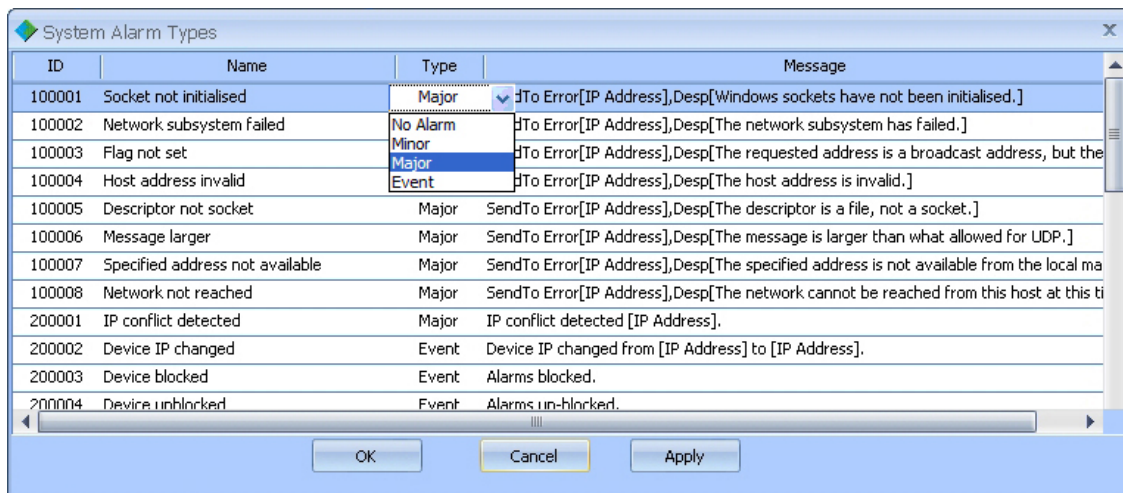 System Alarm Types
ID Name Type Message
100001 Socket not initialised Major dTo Error[IP Address],Desp[Windows sockets have not been initialised.]
100002 Network subsystem failed No Alarm dTo Error[IP Address],Desp[The network subsystem has failed.]
Minor
100003 Flag not set Major dTo Error[IP Address],Desp[The requested address is a broadcast address, but the
100004 Host address invalid Event dTo Error[IP Address],Desp[The host address is invalid.]
100005 Descriptor not socket Major SendTo Error[IP Address],Desp[The descriptor is a file, not a socket.]
100006 Message larger Major SendTo Error[IP Address],Desp[The message is larger than what allowed for UDP.]
100007 Specified address not available Major SendTo Error[IP Address],Desp[The specified address is not available from the local ma
100008 Network not reached Major SendTo Error[IP Address],Desp[The network cannot be reached from this host at this ti
200001 IP conflict detected Major IP conflict detected [IP Address].
200002 Device IP changed Event Device IP changed from [IP Address] to [IP Address].
200003 Device blocked Event Alarms blocked.
200004 Device unblocked Event Alarms un-blocked.
OK Cancel Apply